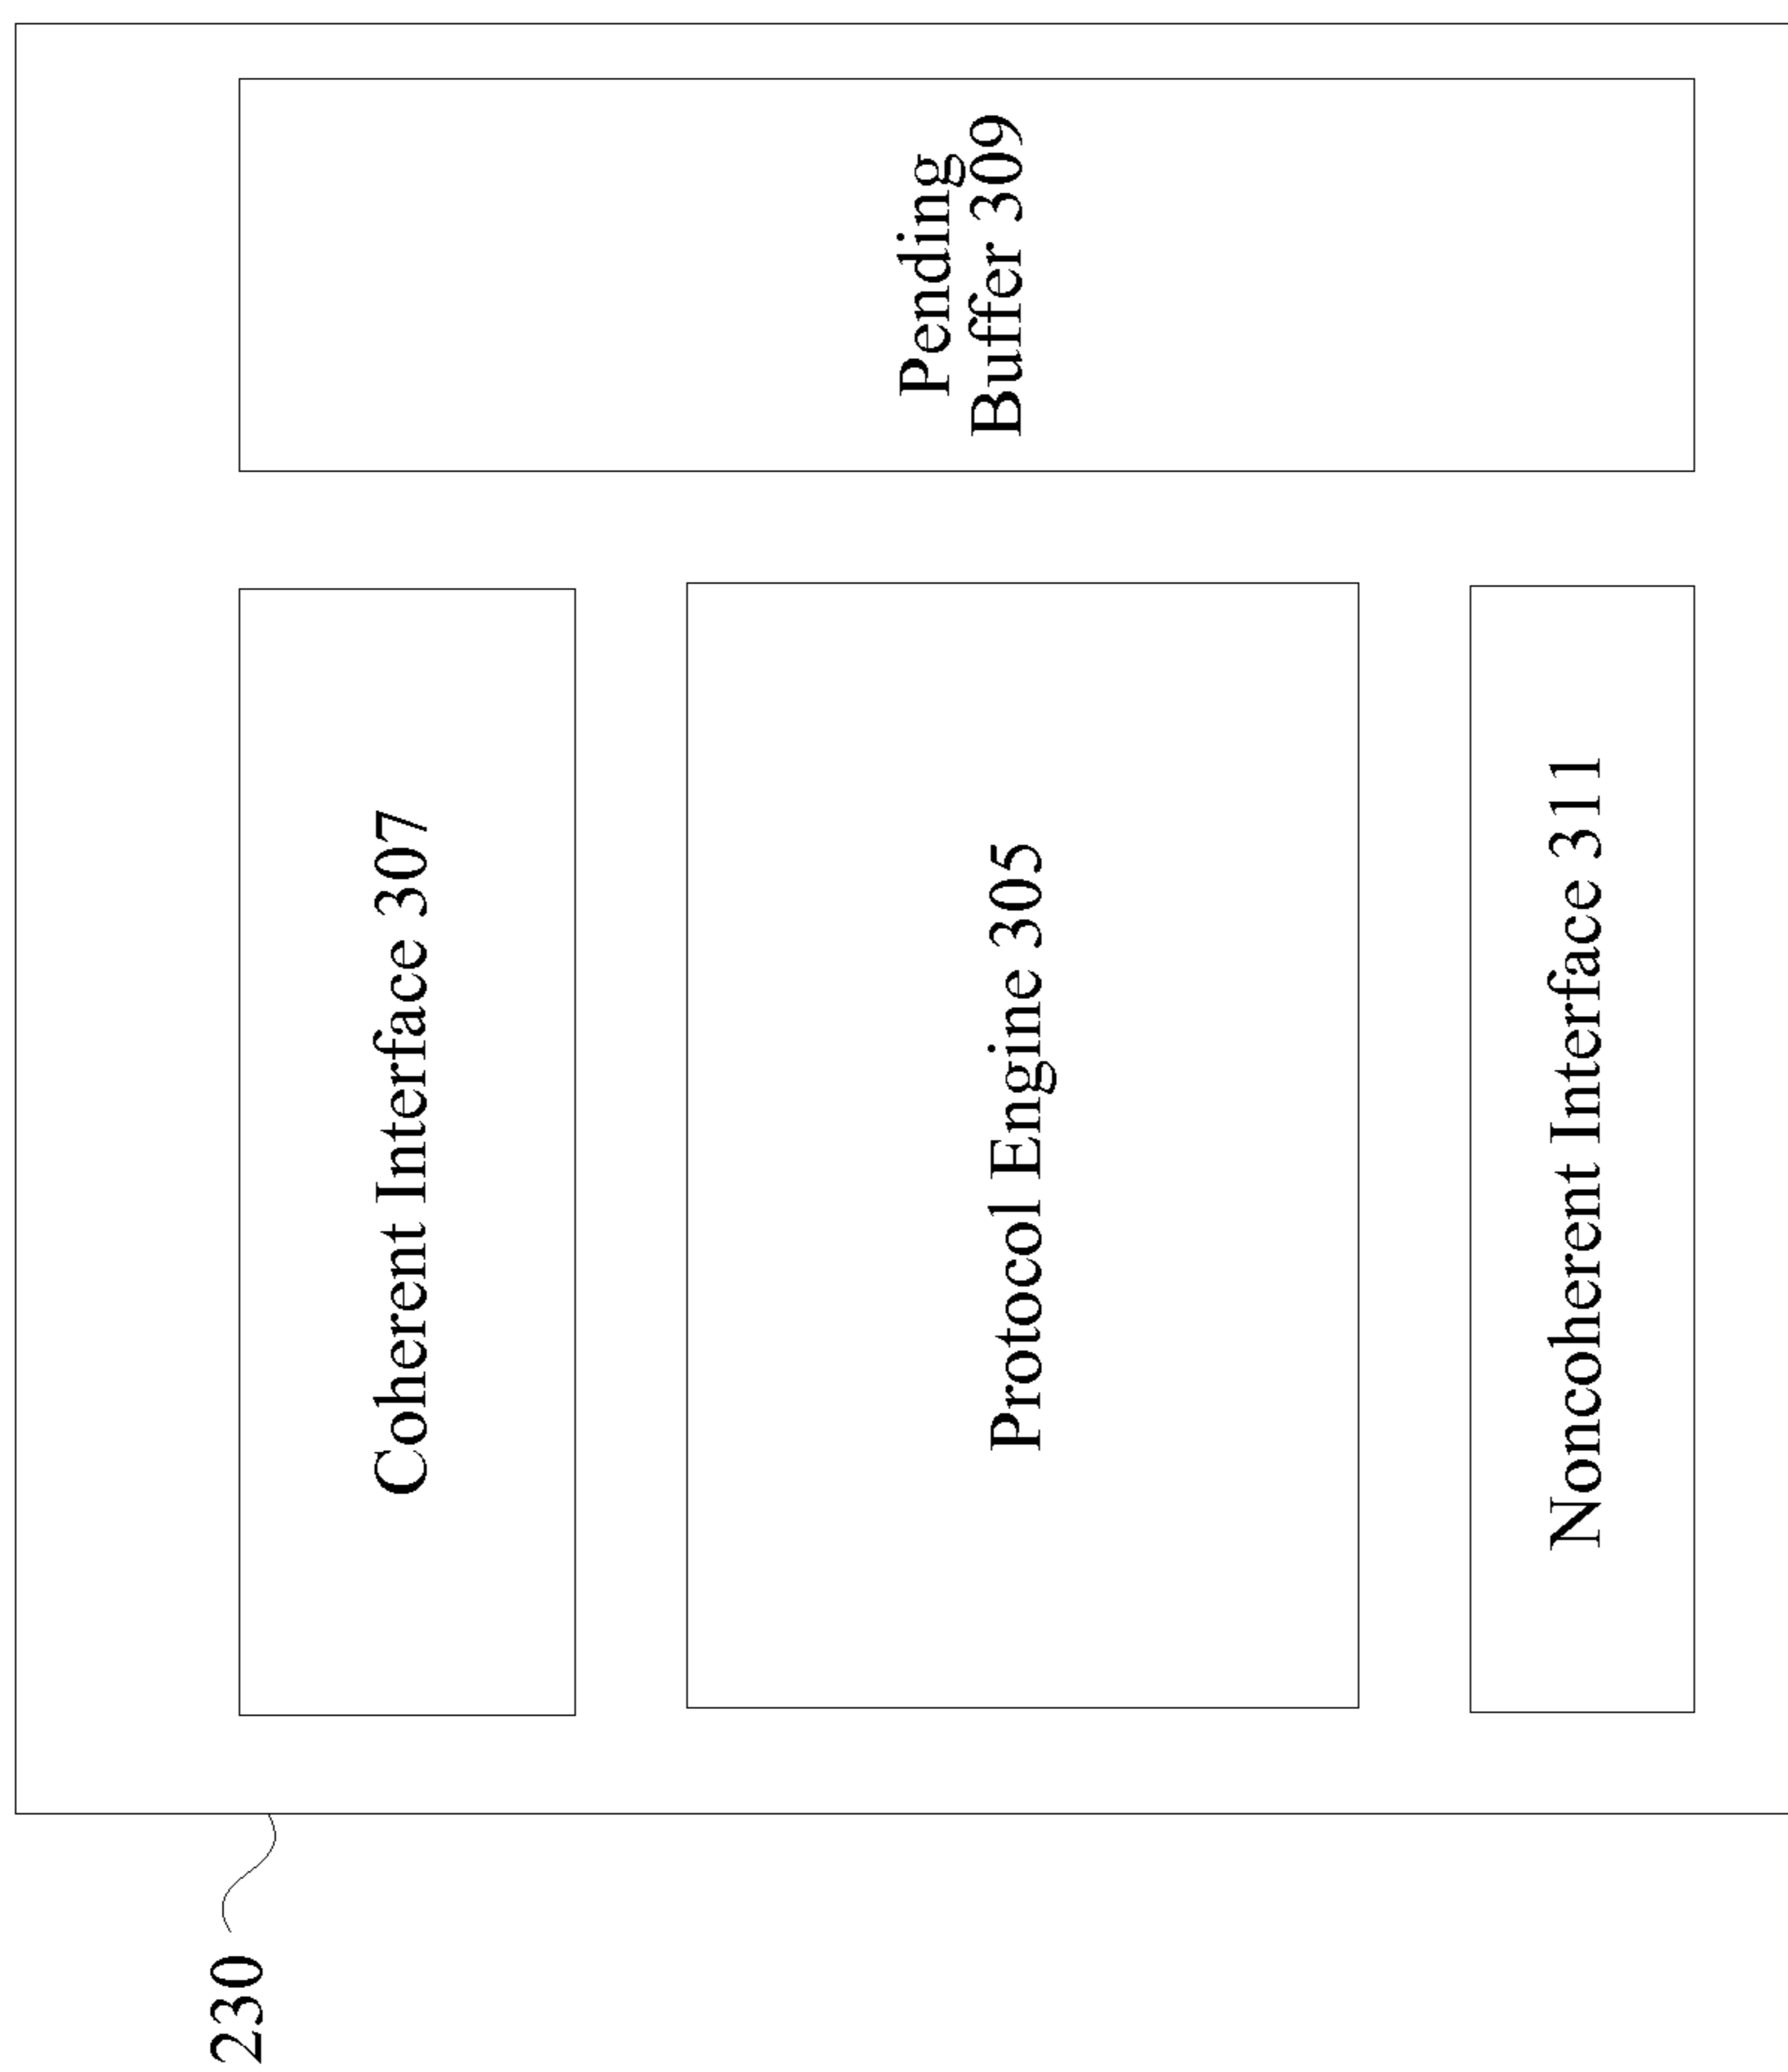 230
Coherent Interface 307
Protocol Engine 305
Noncoherent Interface 311
Pending
Buffer 309